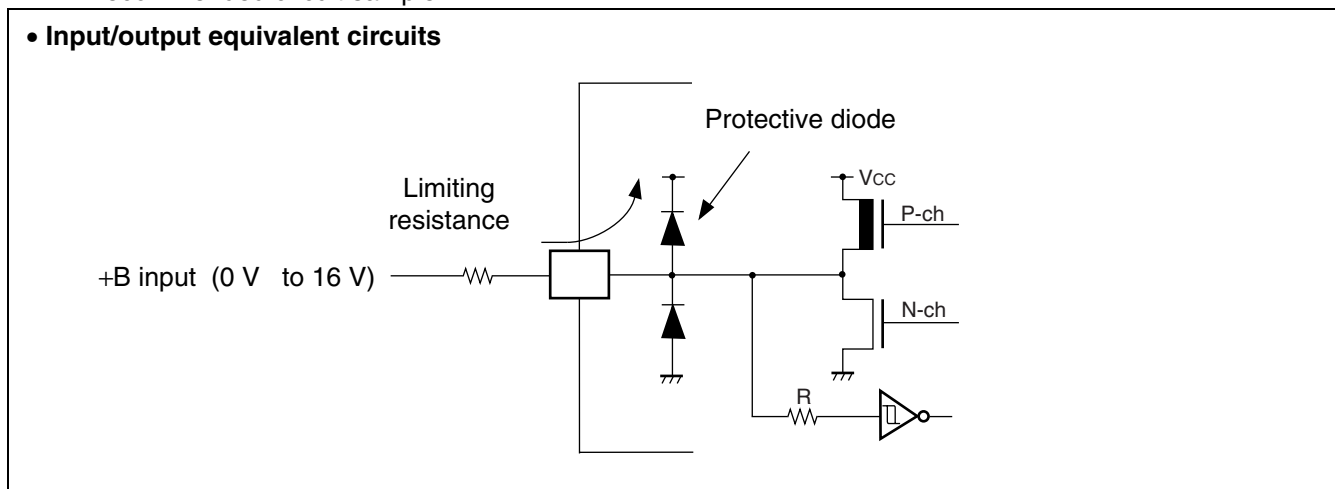 • Input/output equivalent circuits
Protective diode
Limiting
resistance
VCC
P-ch
+B input (0 V to 16 V)
N-ch
R